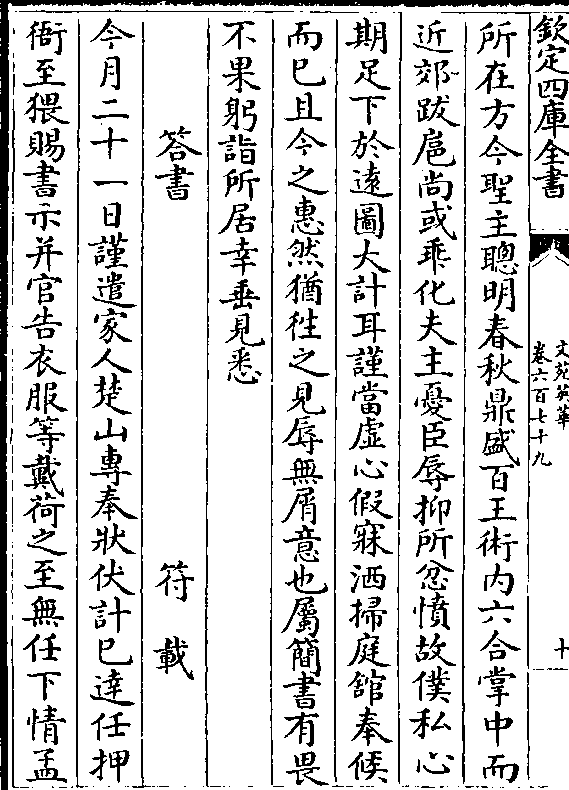 欽定四庫全書
文苑英華
卷六百七十九
十
所在方今聖主聰明春秋鼎盛百王術内六合掌中而
近郊跋扈尚或乖化夫主憂臣辱抑所忿憤故僕私心
期足下於遠圖大計耳謹當虚心假寐洒掃庭舘奉候
而已且今之惠然猶徃之見辱無屑意也屬簡書有畏
不果躬詣所居幸垂見悉
答書 符載
今月二十一日謹遣家人楚山專奉狀伏計已達任押
衙至猥賜書示并官告衣服等戴荷之至無任下情孟